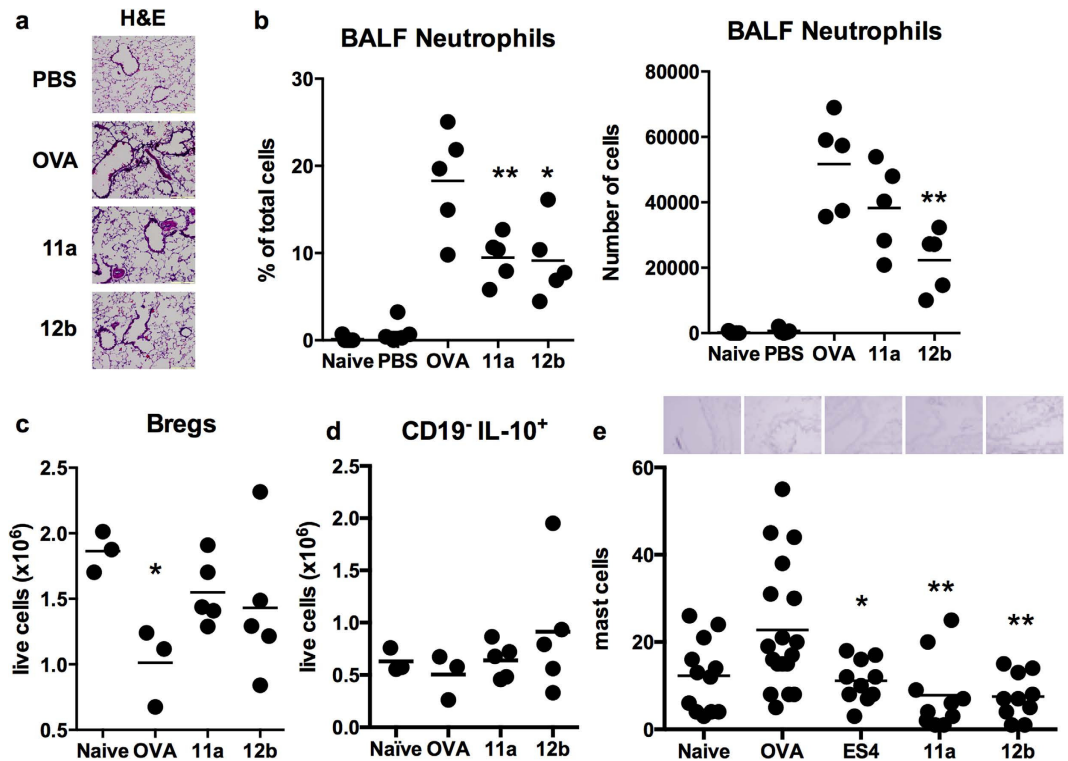 a
H&E
PBS
OVA
11a
12b
b
BALF Neutrophils
% of total cells
30
20
10
0
**
*
Naive PBS OVA 11a 12b
BALF Neutrophils
Number of cells
80000
60000
40000
20000
0
**
Naive PBS OVA 11a 12b
c
Bregs
live cells (x10⁶)
2.5
2.0
1.5
1.0
0.5
*
Naive OVA 11a 12b
d
CD19⁻ IL-10⁺
live cells (x10⁶)
2.5
2.0
1.5
1.0
0.5
0.0
Naïve OVA 11a 12b
e
mast cells
60
40
20
0
*
**
**
Naive OVA ES4 11a 12b